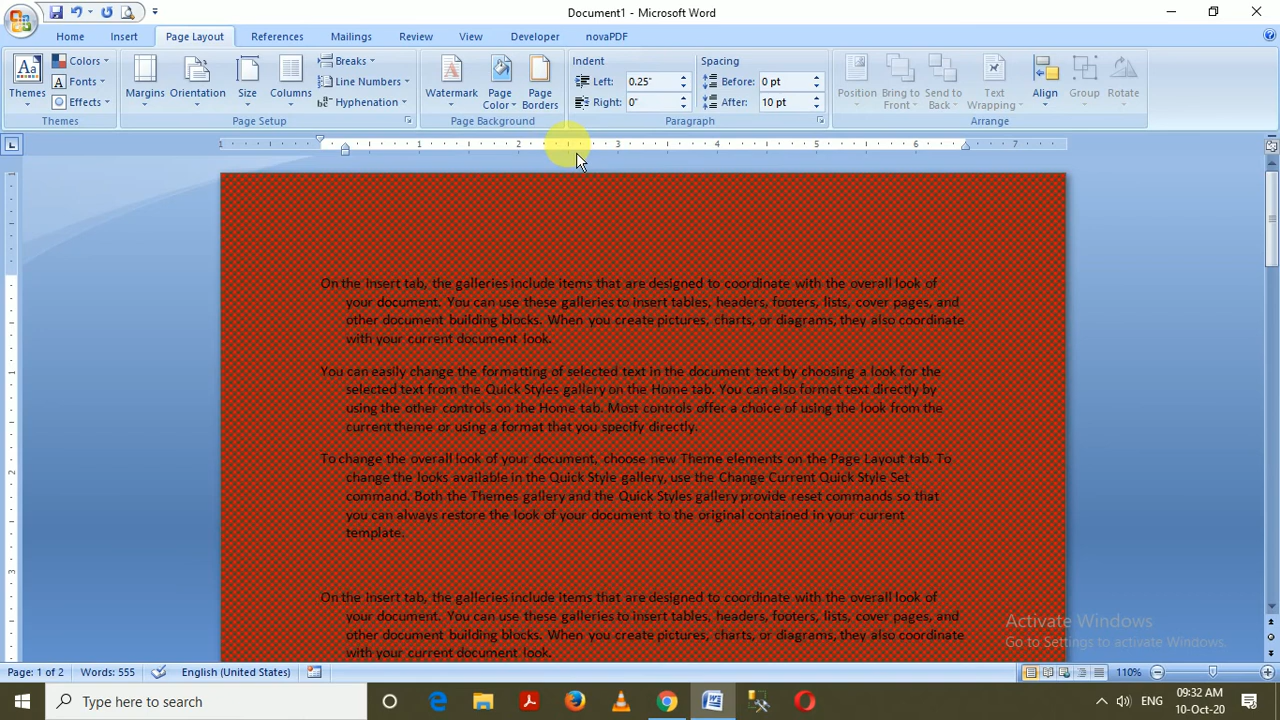 Document1 - Microsoft Word
Home Insert Page Layout References Mailings Review View Developer novaPDF
Themes
Colors
Fonts
Effects
Themes
Margins
Orientation
Size
Columns
Breaks
Line Numbers
Hyphenation
Page Setup
Watermark
Page Color
Page Borders
Page Background
Indent
Left: 0.25"
Right: 0"
Spacing
Before: 0 pt
After: 10 pt
Paragraph
Position
Bring to Front
Send to Back
Text Wrapping
Align
Group
Rotate
Arrange
1 1 2 3 4 5 6 7
On the Insert tab, the galleries include items that are designed to coordinate with the overall look of
your document. You can use these galleries to insert tables, headers, footers, lists, cover pages, and
other document building blocks. When you create pictures, charts, or diagrams, they also coordinate
with your current document look.
You can easily change the formatting of selected text in the document text by choosing a look for the
selected text from the Quick Styles gallery on the Home tab. You can also format text directly by
using the other controls on the Home tab. Most controls offer a choice of using the look from the
current theme or using a format that you specify directly.
To change the overall look of your document, choose new Theme elements on the Page Layout tab. To
change the looks available in the Quick Style gallery, use the Change Current Quick Style Set
command. Both the Themes gallery and the Quick Styles gallery provide reset commands so that
you can always restore the look of your document to the original contained in your current
template.
On the Insert tab, the galleries include items that are designed to coordinate with the overall look of
your document. You can use these galleries to insert tables, headers, footers, lists, cover pages, and
other document building blocks. When you create pictures, charts, or diagrams, they also coordinate
with your current document look.
1
2
3
Activate Windows
Go to Settings to activate Windows.
Page: 1 of 2 Words: 555 English (United States) 110%
Type here to search
ENG
09:32 AM
10-Oct-20